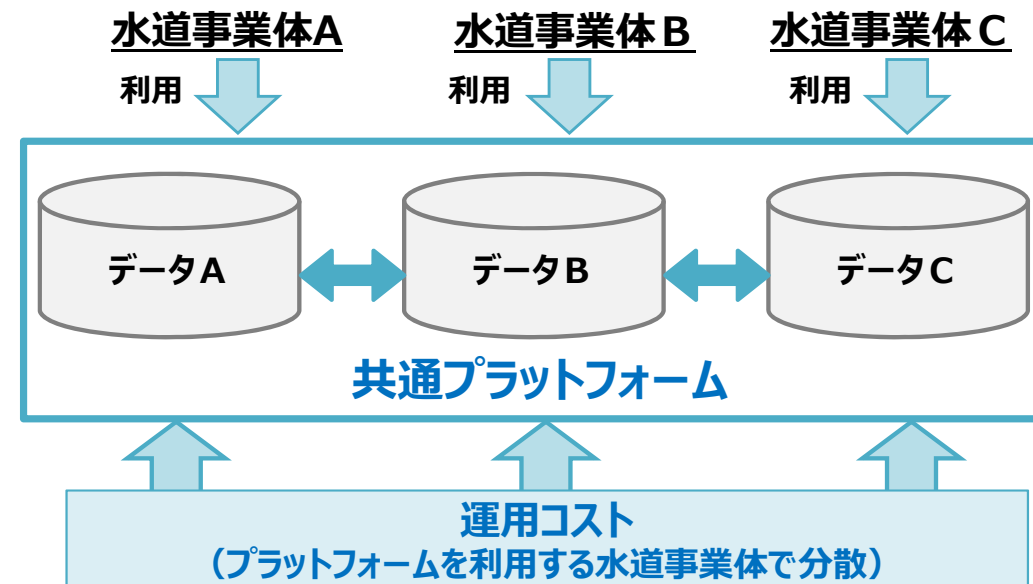 水道事業体A 水道事業体B 水道事業体C
利用 利用 利用
データA データB データC
共通プラットフォーム
運用コスト
（プラットフォームを利用する水道事業体で分散）